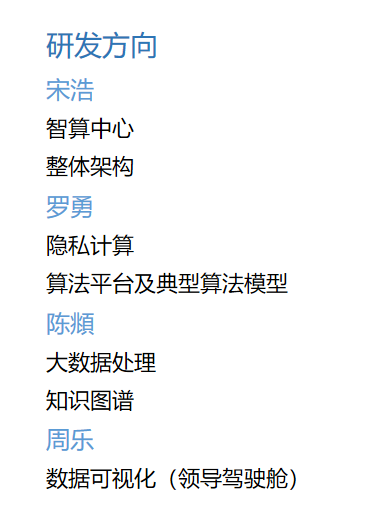 研发方向
宋浩
智算中心
整体架构
罗勇
隐私计算
算法平台及典型算法模型
陈頫
大数据处理
知识图谱
周乐
数据可视化（领导驾驶舱）